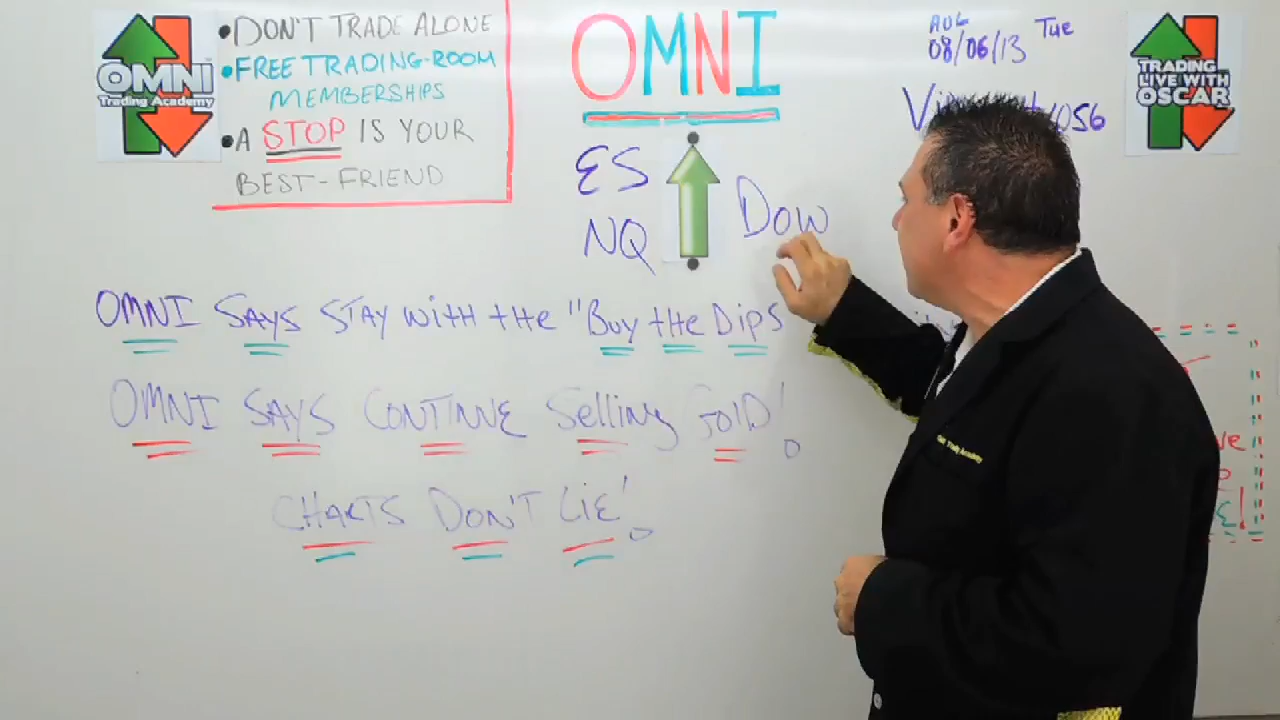 OMNI
Trading Academy
•DON'T TRADE ALONE
•FREE TRADING-ROOM
MEMBERSHIPS
•A STOP IS YOUR
BEST-FRIEND
OMNI
AUG
08/06/13 Tue
056
TRADING
LIVE WITH
OSCAR
ES
NQ
Dow
OMNI SAYS STAY WITH THE "Buy THE DIPS
OMNI SAYS CONTINUE Selling GOLD!
CHARTS DON'T LIE!